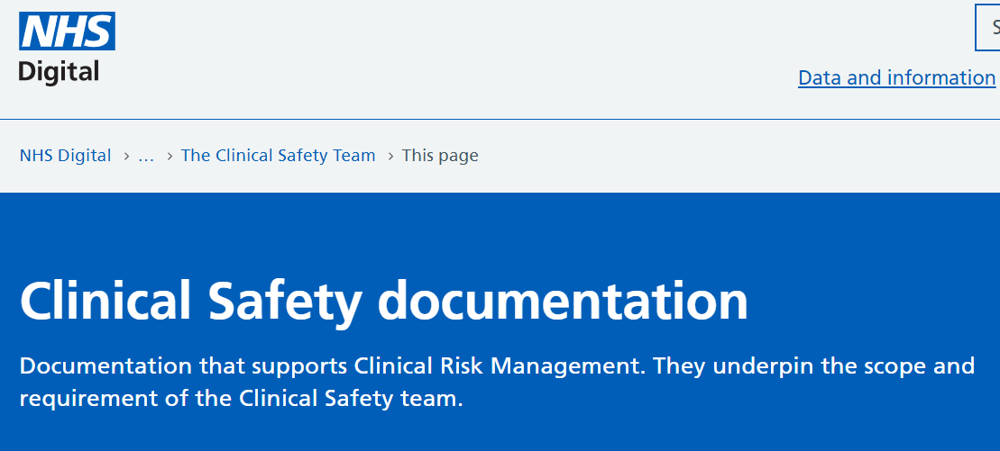 NHS
Digital
S
Data and information
NHS Digital > ... > The Clinical Safety Team > This page
Clinical Safety documentation
Documentation that supports Clinical Risk Management. They underpin the scope and
requirement of the Clinical Safety team.